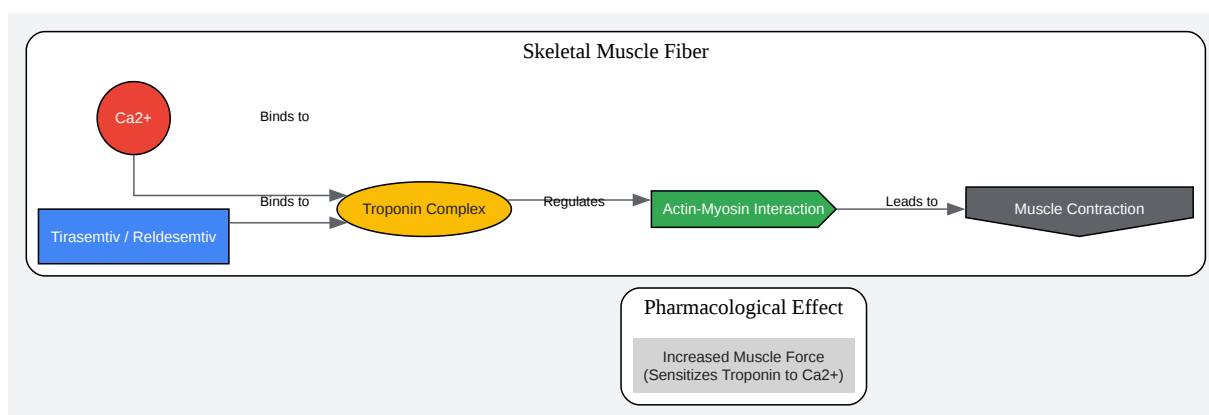 Skeletal Muscle Fiber
Ca2+
Binds to
Binds to
Tirasemtiv / Reldesemtiv
Troponin Complex
Regulates
Actin-Myosin Interaction
Leads to
Muscle Contraction
Pharmacological Effect
Increased Muscle Force
(Sensitizes Troponin to Ca2+)